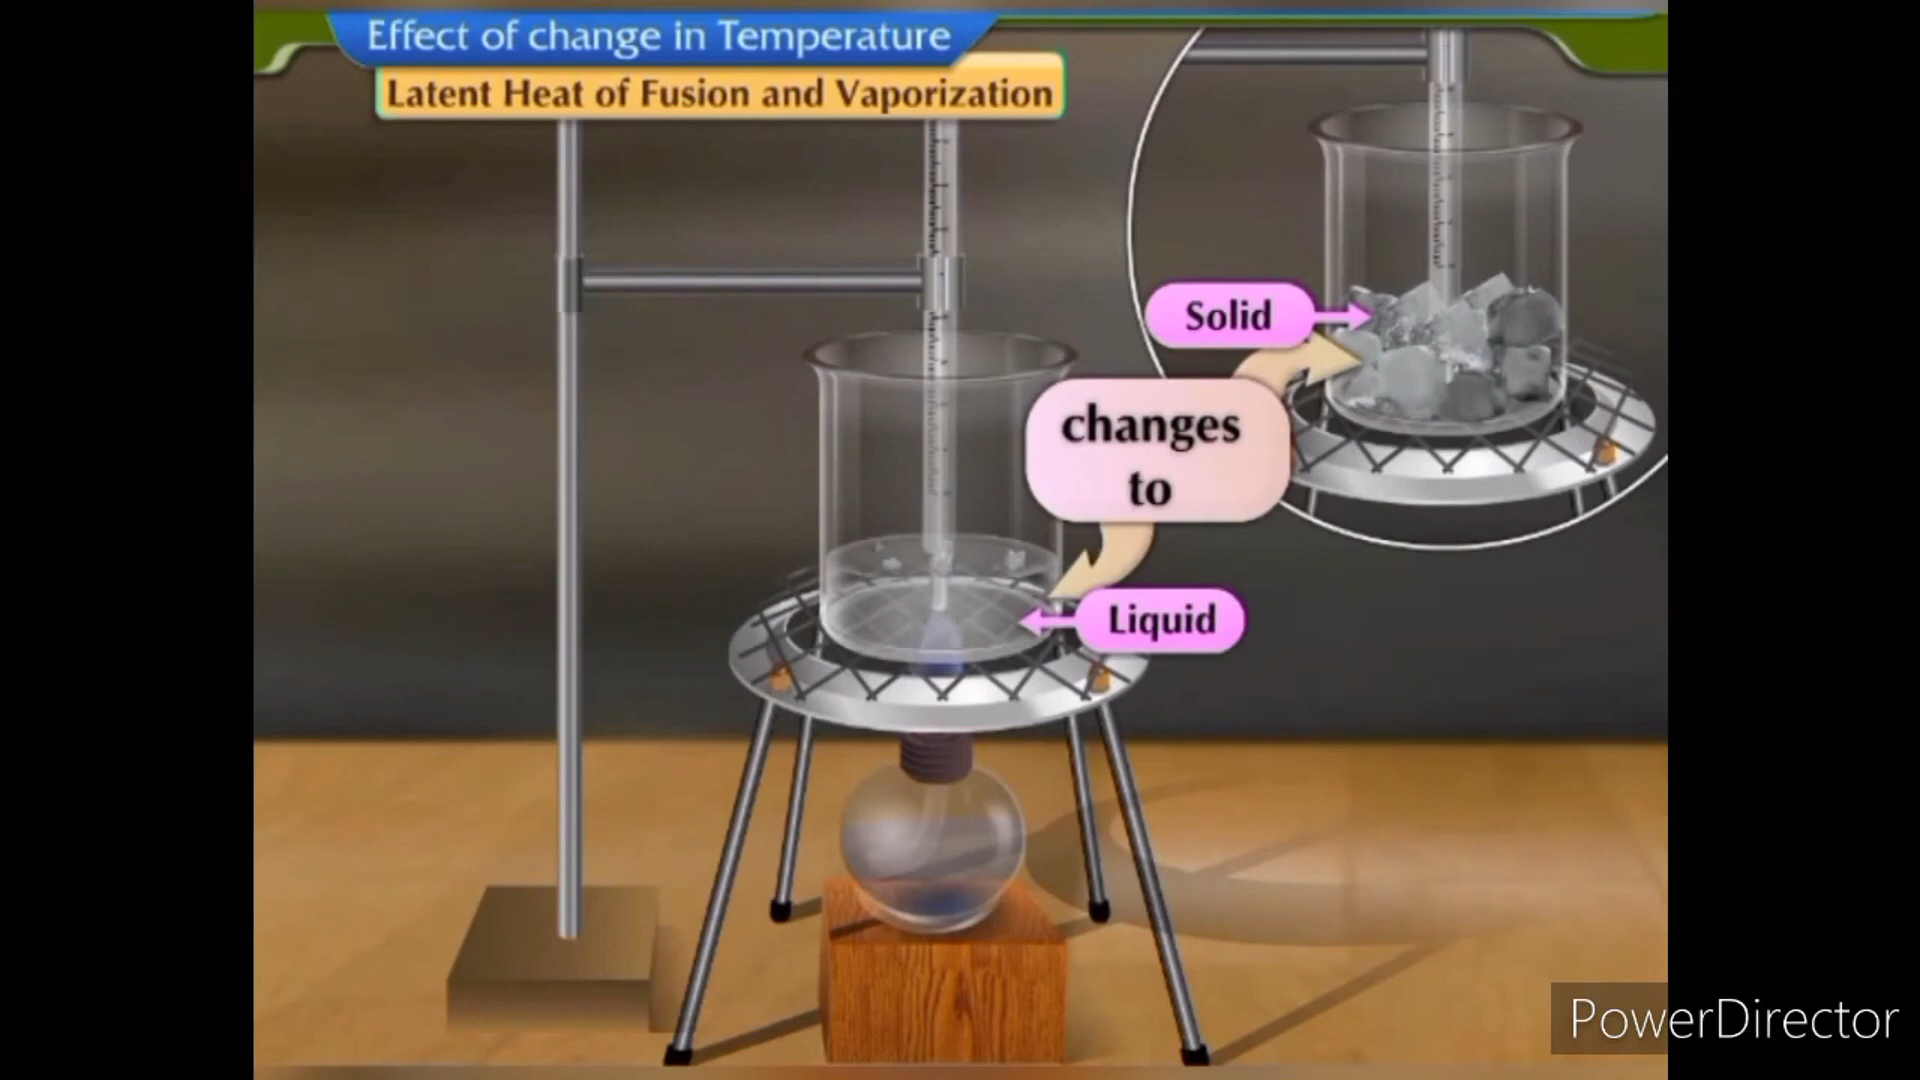 Effect of change in Temperature
Latent Heat of Fusion and Vaporization
Solid
changes
to
Liquid
PowerDirector